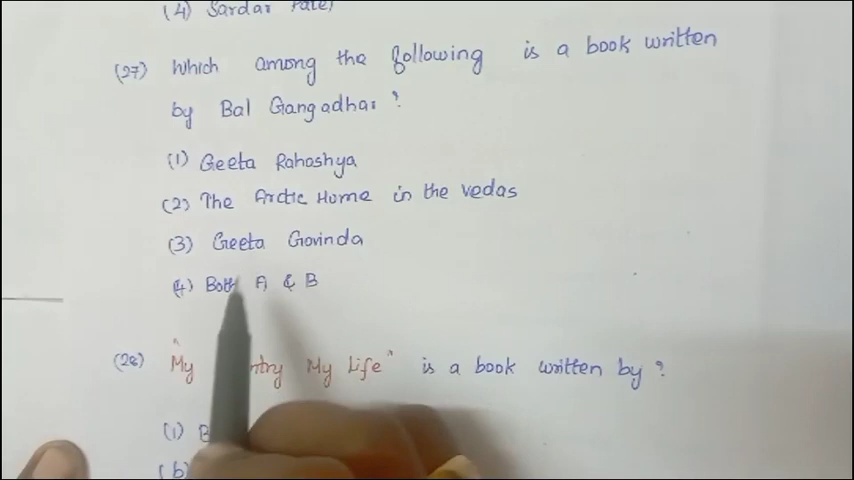 (4) Sardar Patel
(27) Which among the following is a book written
by Bal Gangadhar ?
(1) Geeta Rahashya
(2) The Arctic Home in the vedas
(3) Geeta Govinda
(4) Both A & B
(28) "My My Life" is a book written by ?
(1) B
(b)